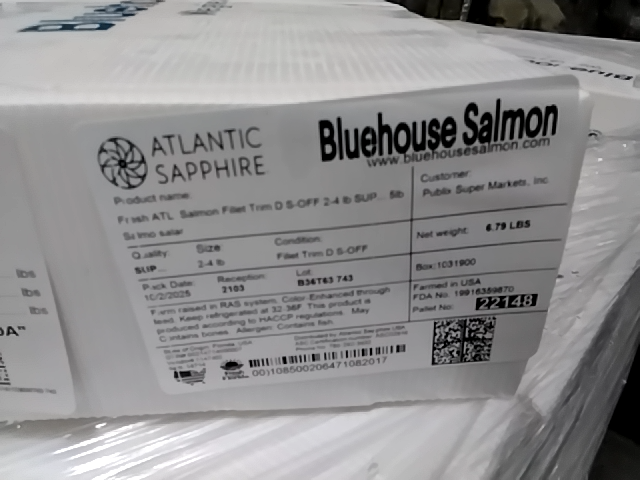 ATLANTIC
SAPPHIRE
Bluehouse Salmon
www.bluehousesalmon.com
Product name:
Fresh ATL Salmon Fillet Trim D S-OFF 2-4 lb SUP... 5lb
Salmo salar
Customer:
Publix Super Markets, Inc.
Quality: Size Condition:
SUP... 2-4 lb Fillet Trim D S-OFF
Net weight: 6.79 LBS
Pack Date: Reception: Lot:
10/2/2025 2103 B36T63 743
Box: 1031900
Farm raised in RAS system. Color Enhanced through
feed. Keep refrigerated at 32-36F. This product is
produced according to HACCP regulations. May
Contains bones. Allergen: Contains fish.
Farmed in USA
FDA No: 19916359870
Pallet No: 22148
(00)108500206471082017
lbs
lbs
lbs